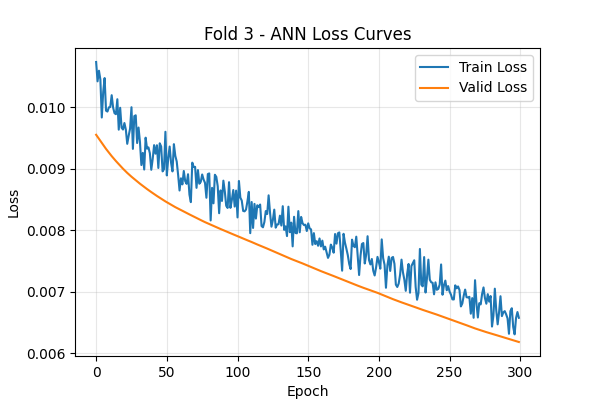 Fold 3 - ANN Loss Curves
Train Loss
Valid Loss
0.010
0.009
0.008
0.007
0.006
Loss
0 50 100 150 200 250 300
Epoch